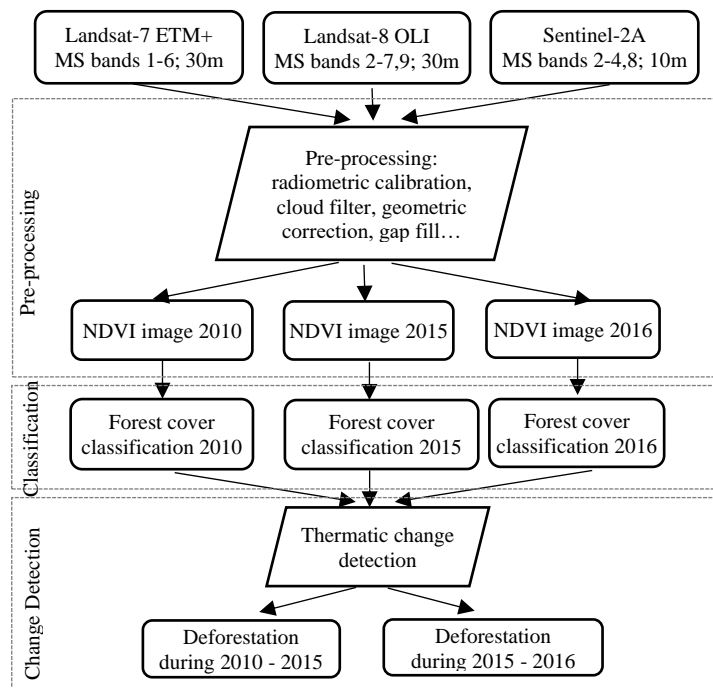 Landsat-7 ETM+
MS bands 1-6; 30m
Landsat-8 OLI
MS bands 2-7,9; 30m
Sentinel-2A
MS bands 2-4,8; 10m
Pre-processing
Pre-processing:
radiometric calibration,
cloud filter, geometric
correction, gap fill…
NDVI image 2010
NDVI image 2015
NDVI image 2016
Classification
Forest cover
classification 2010
Forest cover
classification 2015
Forest cover
classification 2016
Change Detection
Thermatic change
detection
Deforestation
during 2010 - 2015
Deforestation
during 2015 - 2016